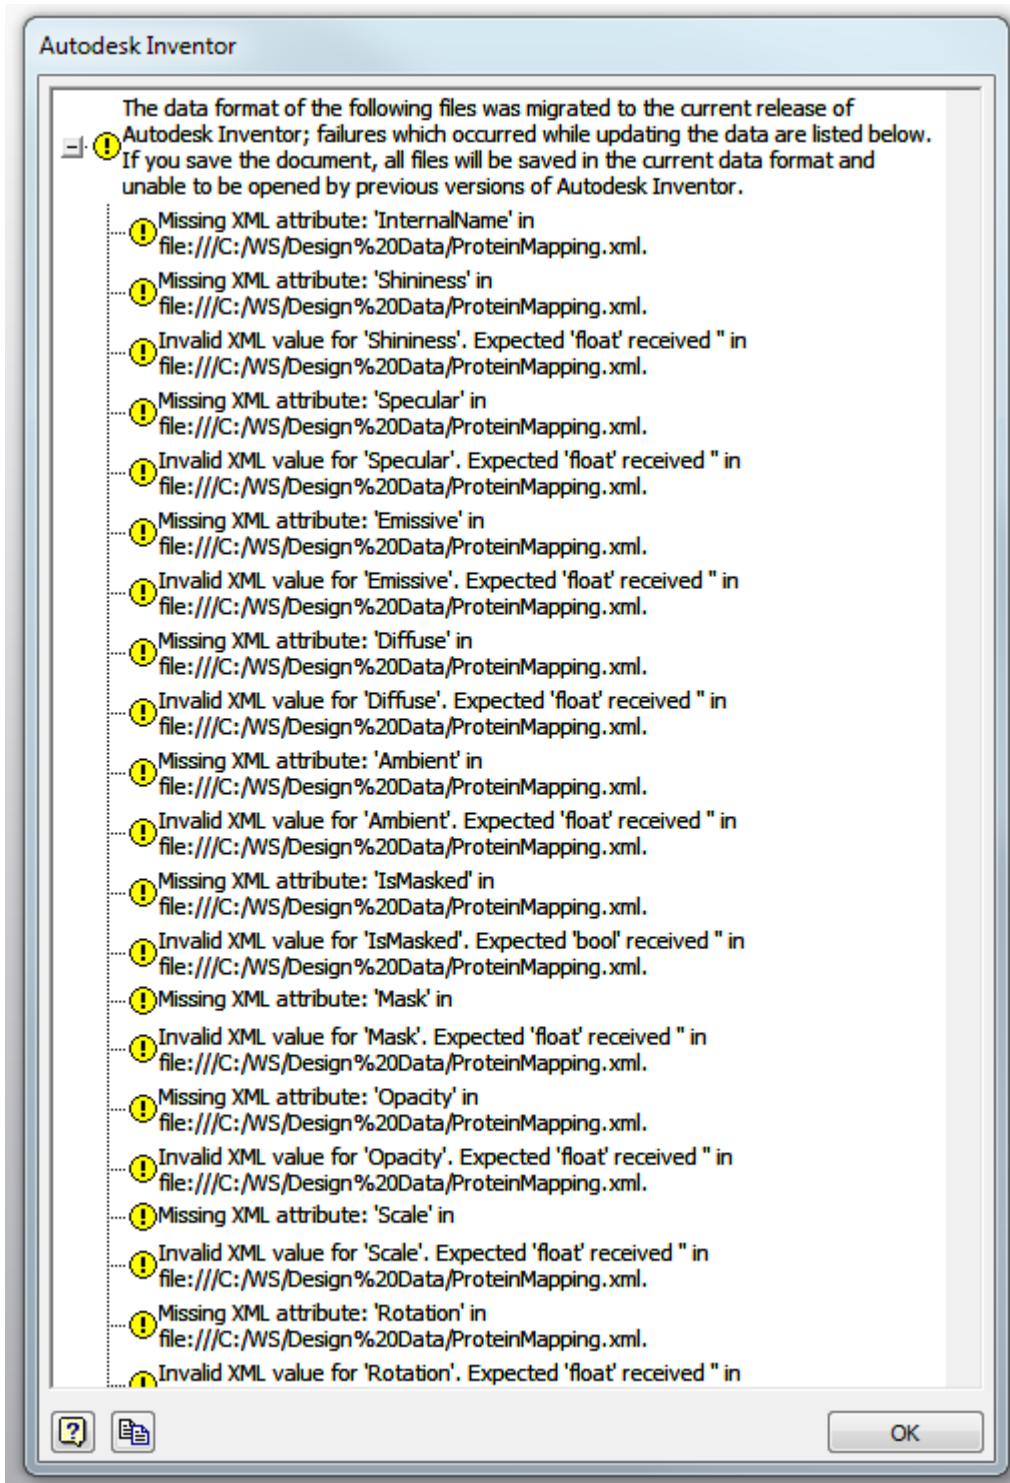 Autodesk Inventor
The data format of the following files was migrated to the current release of
Autodesk Inventor; failures which occurred while updating the data are listed below.
If you save the document, all files will be saved in the current data format and
unable to be opened by previous versions of Autodesk Inventor.
Missing XML attribute: 'InternalName' in
file:///C:/WS/Design%20Data/ProteinMapping.xml.
Missing XML attribute: 'Shininess' in
file:///C:/WS/Design%20Data/ProteinMapping.xml.
Invalid XML value for 'Shininess'. Expected 'float' received '' in
file:///C:/WS/Design%20Data/ProteinMapping.xml.
Missing XML attribute: 'Specular' in
file:///C:/WS/Design%20Data/ProteinMapping.xml.
Invalid XML value for 'Specular'. Expected 'float' received '' in
file:///C:/WS/Design%20Data/ProteinMapping.xml.
Missing XML attribute: 'Emissive' in
file:///C:/WS/Design%20Data/ProteinMapping.xml.
Invalid XML value for 'Emissive'. Expected 'float' received '' in
file:///C:/WS/Design%20Data/ProteinMapping.xml.
Missing XML attribute: 'Diffuse' in
file:///C:/WS/Design%20Data/ProteinMapping.xml.
Invalid XML value for 'Diffuse'. Expected 'float' received '' in
file:///C:/WS/Design%20Data/ProteinMapping.xml.
Missing XML attribute: 'Ambient' in
file:///C:/WS/Design%20Data/ProteinMapping.xml.
Invalid XML value for 'Ambient'. Expected 'float' received '' in
file:///C:/WS/Design%20Data/ProteinMapping.xml.
Missing XML attribute: 'IsMasked' in
file:///C:/WS/Design%20Data/ProteinMapping.xml.
Invalid XML value for 'IsMasked'. Expected 'bool' received '' in
file:///C:/WS/Design%20Data/ProteinMapping.xml.
Missing XML attribute: 'Mask' in
Invalid XML value for 'Mask'. Expected 'float' received '' in
file:///C:/WS/Design%20Data/ProteinMapping.xml.
Missing XML attribute: 'Opacity' in
file:///C:/WS/Design%20Data/ProteinMapping.xml.
Invalid XML value for 'Opacity'. Expected 'float' received '' in
file:///C:/WS/Design%20Data/ProteinMapping.xml.
Missing XML attribute: 'Scale' in
Invalid XML value for 'Scale'. Expected 'float' received '' in
file:///C:/WS/Design%20Data/ProteinMapping.xml.
Missing XML attribute: 'Rotation' in
file:///C:/WS/Design%20Data/ProteinMapping.xml.
Invalid XML value for 'Rotation'. Expected 'float' received '' in
OK